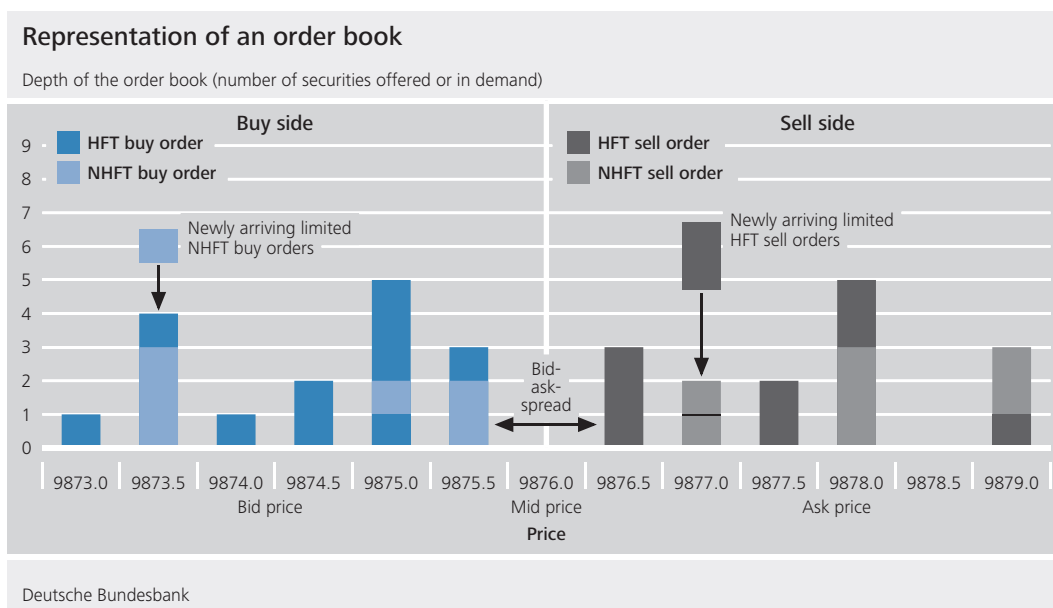 Representation of an order book
Depth of the order book (number of securities offered or in demand)
Buy side
Sell side
9
8
7
6
5
4
3
2
1
0
HFT buy order
NHFT buy order
HFT sell order
NHFT sell order
Newly arriving limited
NHFT buy orders
Newly arriving limited
HFT sell orders
Bid-
ask-
spread
9873.0 9873.5 9874.0 9874.5 9875.0 9875.5 9876.0 9876.5 9877.0 9877.5 9878.0 9878.5 9879.0
Bid price Mid price Ask price
Price
Deutsche Bundesbank